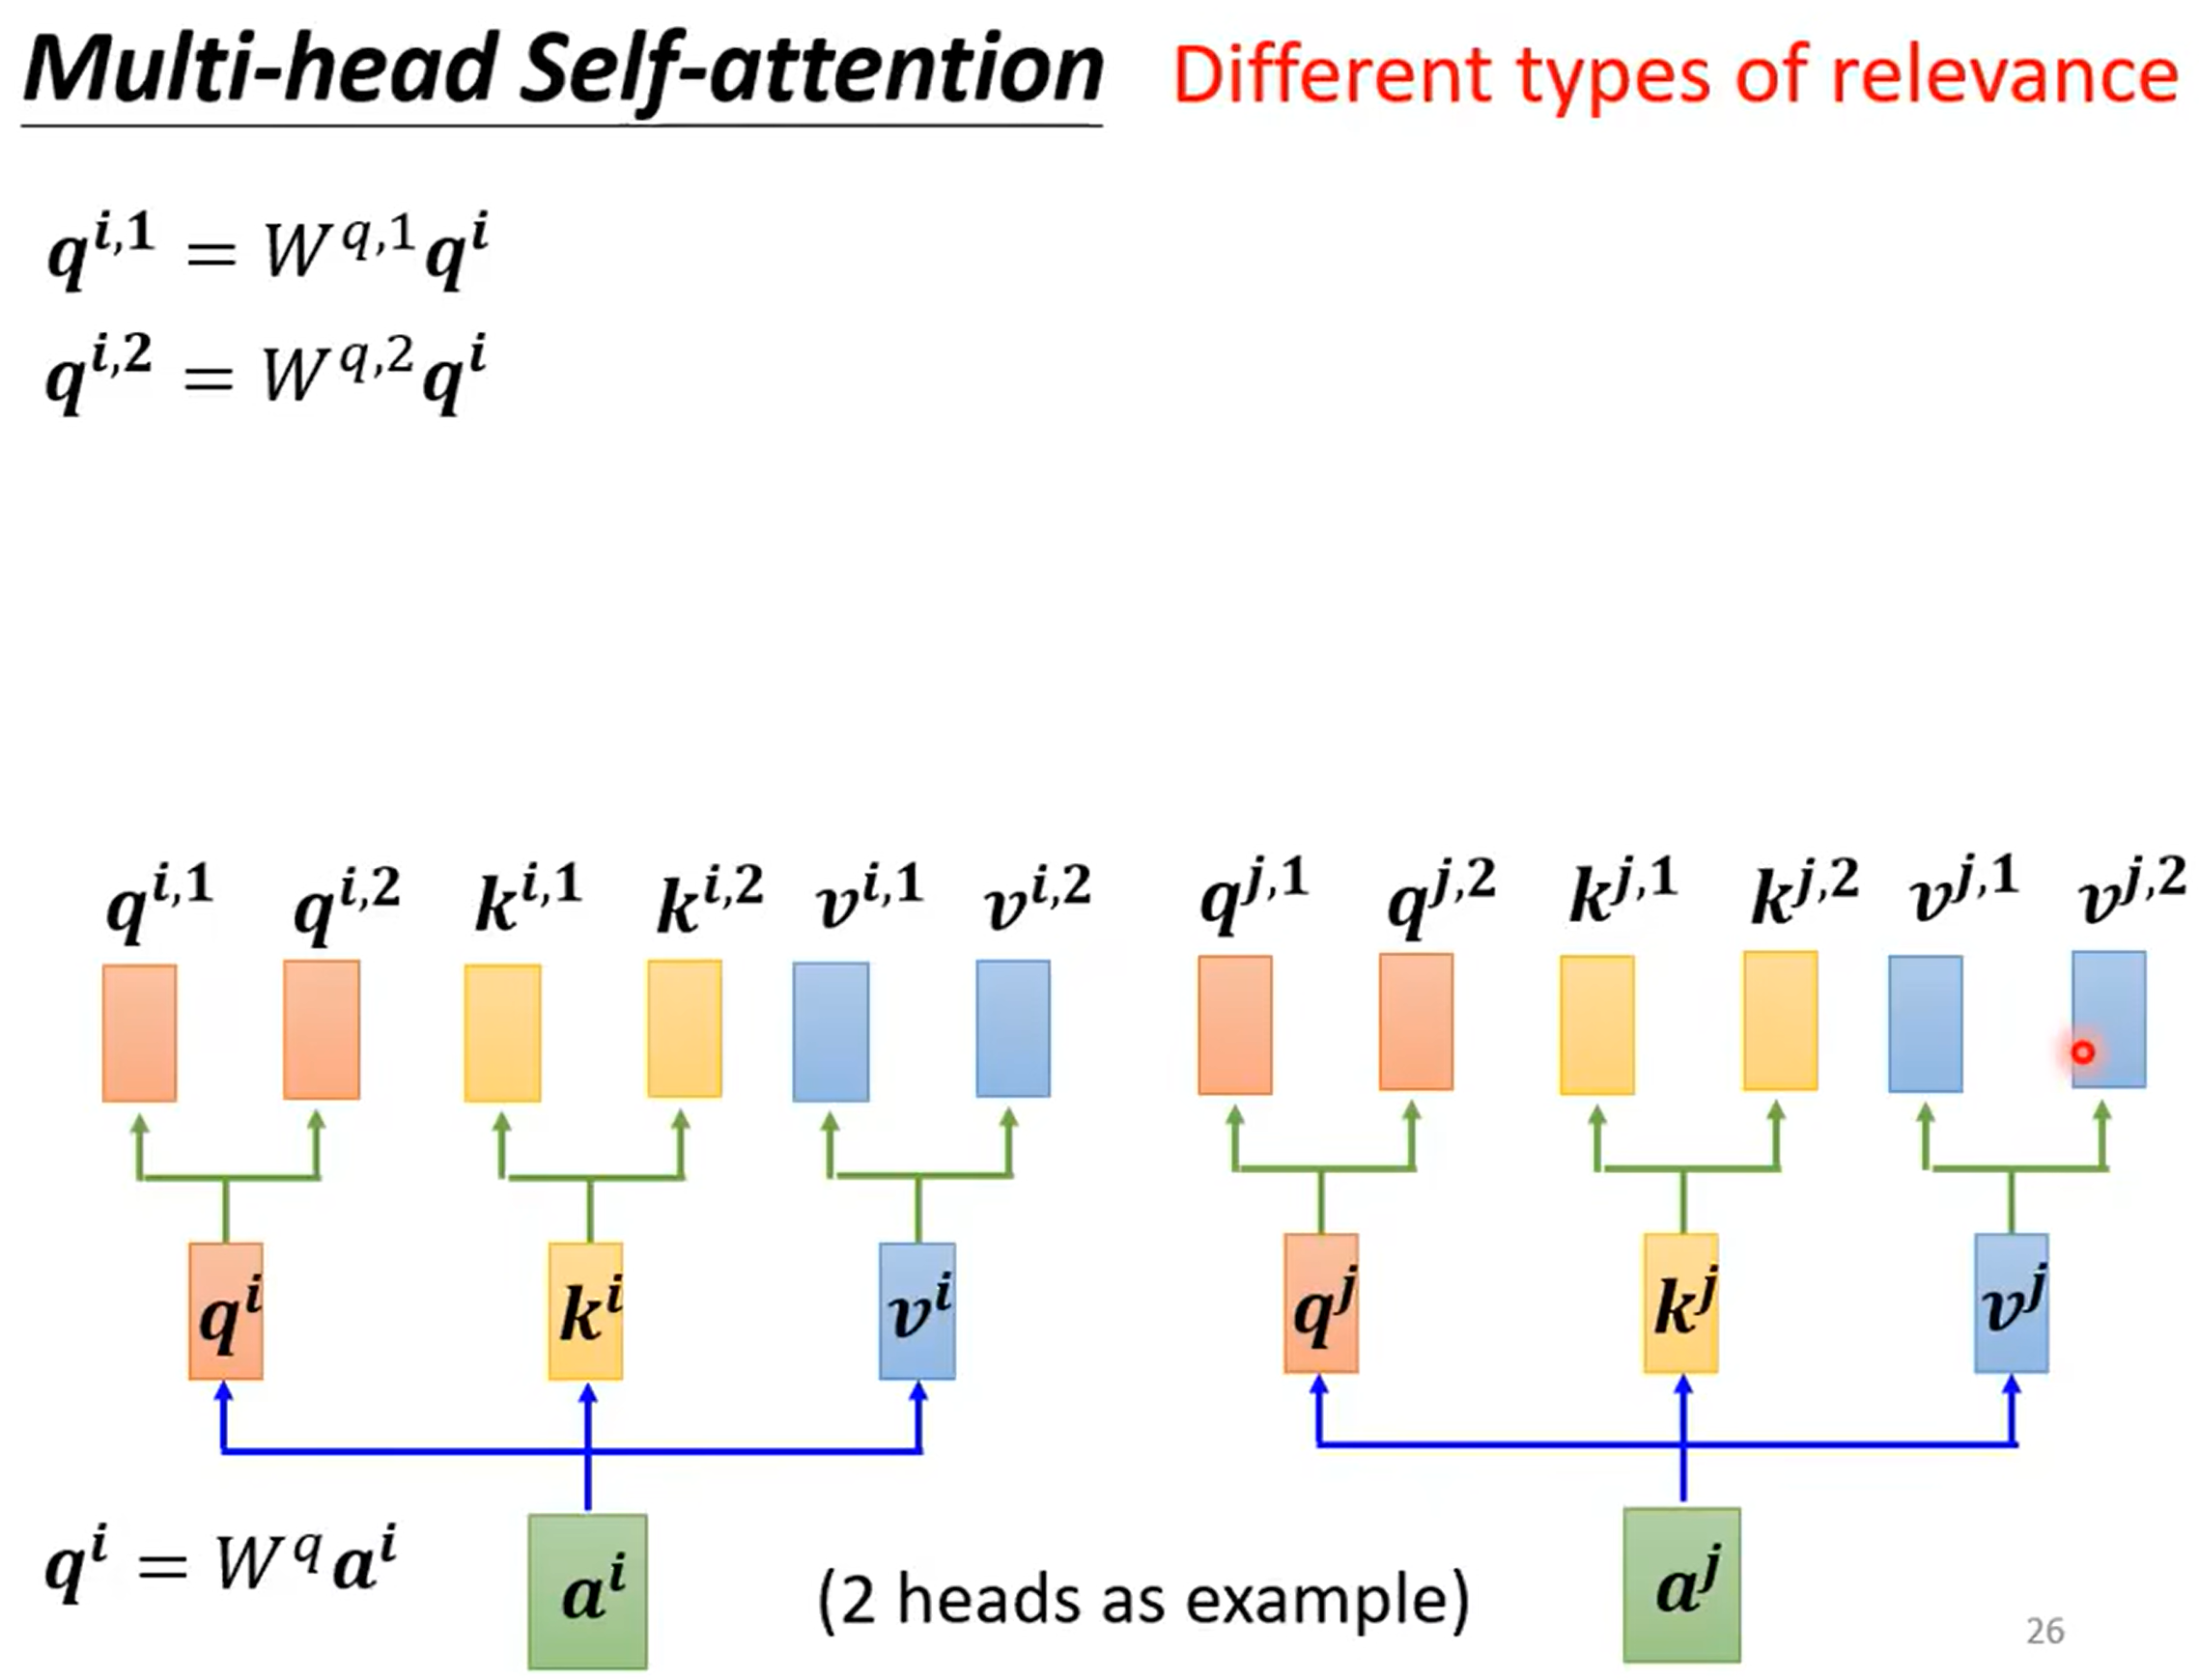 Multi-head Self-attention Different types of relevance
q^{i,1} = W^{q,1} q^i
q^{i,2} = W^{q,2} q^i
q^{i,1} q^{i,2} k^{i,1} k^{i,2} v^{i,1} v^{i,2} q^{j,1} q^{j,2} k^{j,1} k^{j,2} v^{j,1} v^{j,2}
q^i k^i v^i q^j k^j v^j
q^i = W^q a^i a^i (2 heads as example) a^j
26